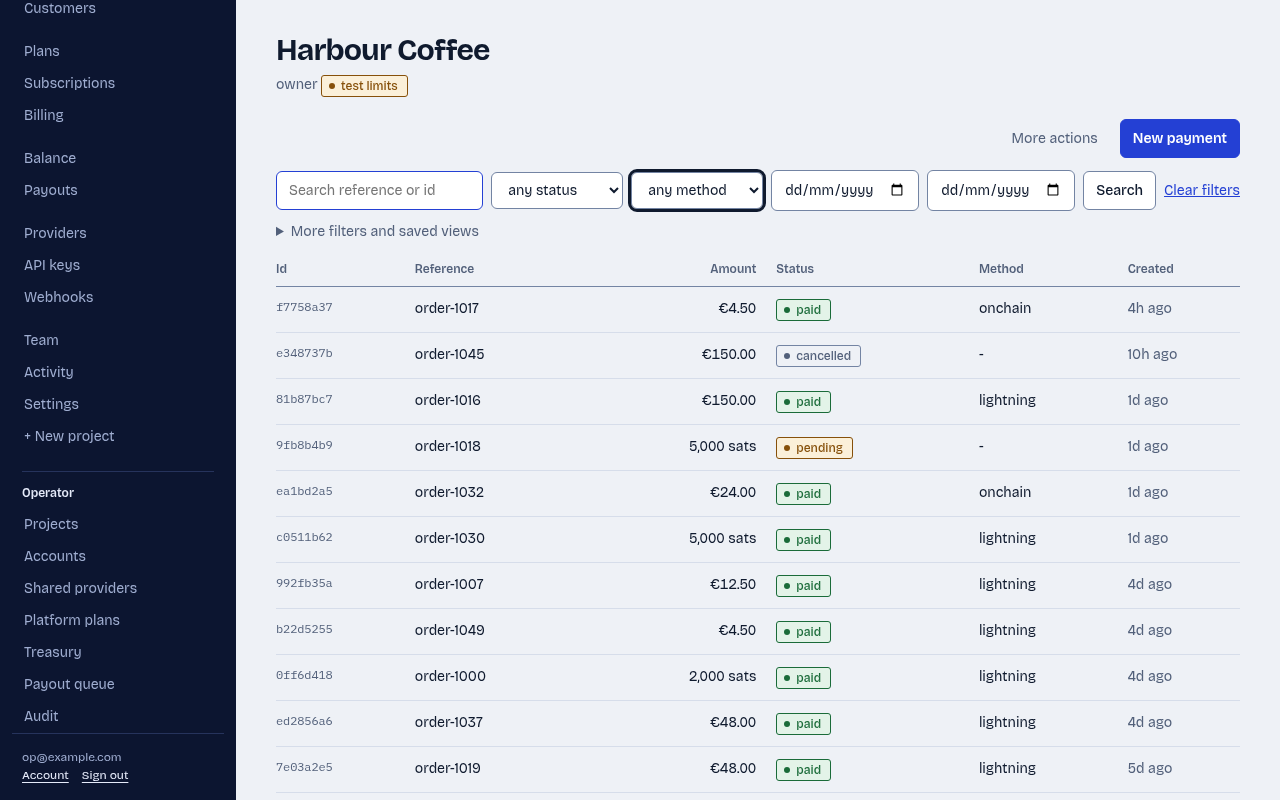 Customers
Plans
Subscriptions
Billing
Balance
Payouts
Providers
API keys
Webhooks
Team
Activity
Settings
+ New project
Operator
Projects
Accounts
Shared providers
Platform plans
Treasury
Payout queue
Audit
op@example.com
Account Sign out
Harbour Coffee
owner test limits
More actions New payment
Search reference or id any status any method dd/mm/yyyy dd/mm/yyyy Search Clear filters
More filters and saved views
Id Reference Amount Status Method Created
f7758a37 order-1017 €4.50 paid onchain 4h ago
e348737b order-1045 €150.00 cancelled - 10h ago
81b87bc7 order-1016 €150.00 paid lightning 1d ago
9fb8b4b9 order-1018 5,000 sats pending - 1d ago
ea1bd2a5 order-1032 €24.00 paid onchain 1d ago
c0511b62 order-1030 5,000 sats paid lightning 1d ago
992fb35a order-1007 €12.50 paid lightning 4d ago
b22d5255 order-1049 €4.50 paid lightning 4d ago
0ff6d418 order-1000 2,000 sats paid lightning 4d ago
ed2856a6 order-1037 €48.00 paid lightning 4d ago
7e03a2e5 order-1019 €48.00 paid lightning 5d ago